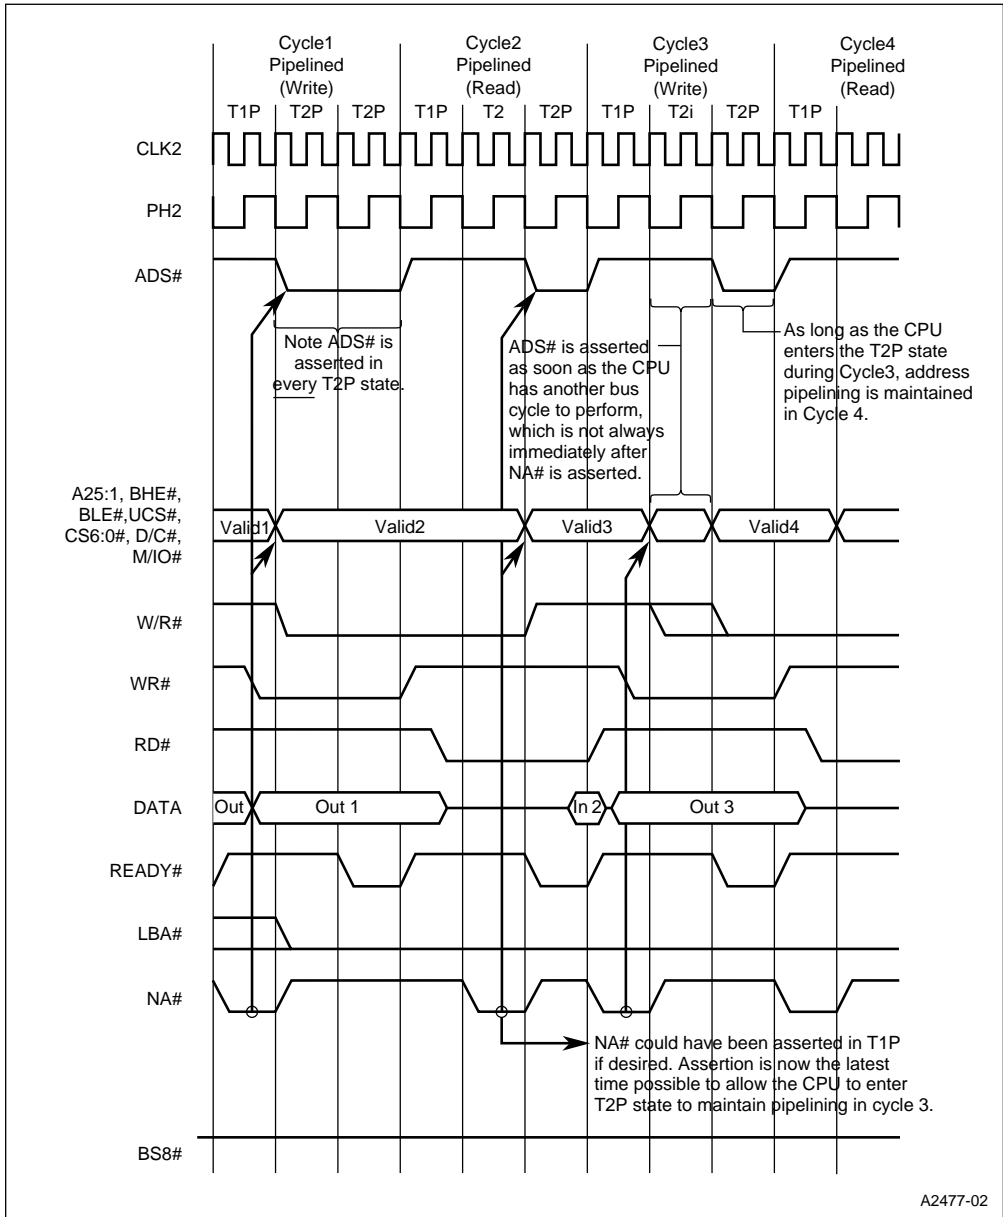 Cycle1
Pipelined
(Write)
Cycle2
Pipelined
(Read)
Cycle3
Pipelined
(Write)
Cycle4
Pipelined
(Read)
T1P T2P T2P T1P T2 T2P T1P T2i T2P T1P
CLK2
PH2
ADS#
Note ADS# is
asserted in
every T2P state.
ADS# is asserted
as soon as the CPU
has another bus
cycle to perform,
which is not always
immediately after
NA# is asserted.
As long as the CPU
enters the T2P state
during Cycle3, address
pipelining is maintained
in Cycle 4.
A25:1, BHE#,
BLE#,UCS#,
CS6:0#, D/C#,
M/IO#
Valid1 Valid2 Valid3 Valid4
W/R#
WR#
RD#
DATA
Out Out 1 In 2 Out 3
READY#
LBA#
NA#
NA# could have been asserted in T1P
if desired. Assertion is now the latest
time possible to allow the CPU to enter
T2P state to maintain pipelining in cycle 3.
BS8#
A2477-02